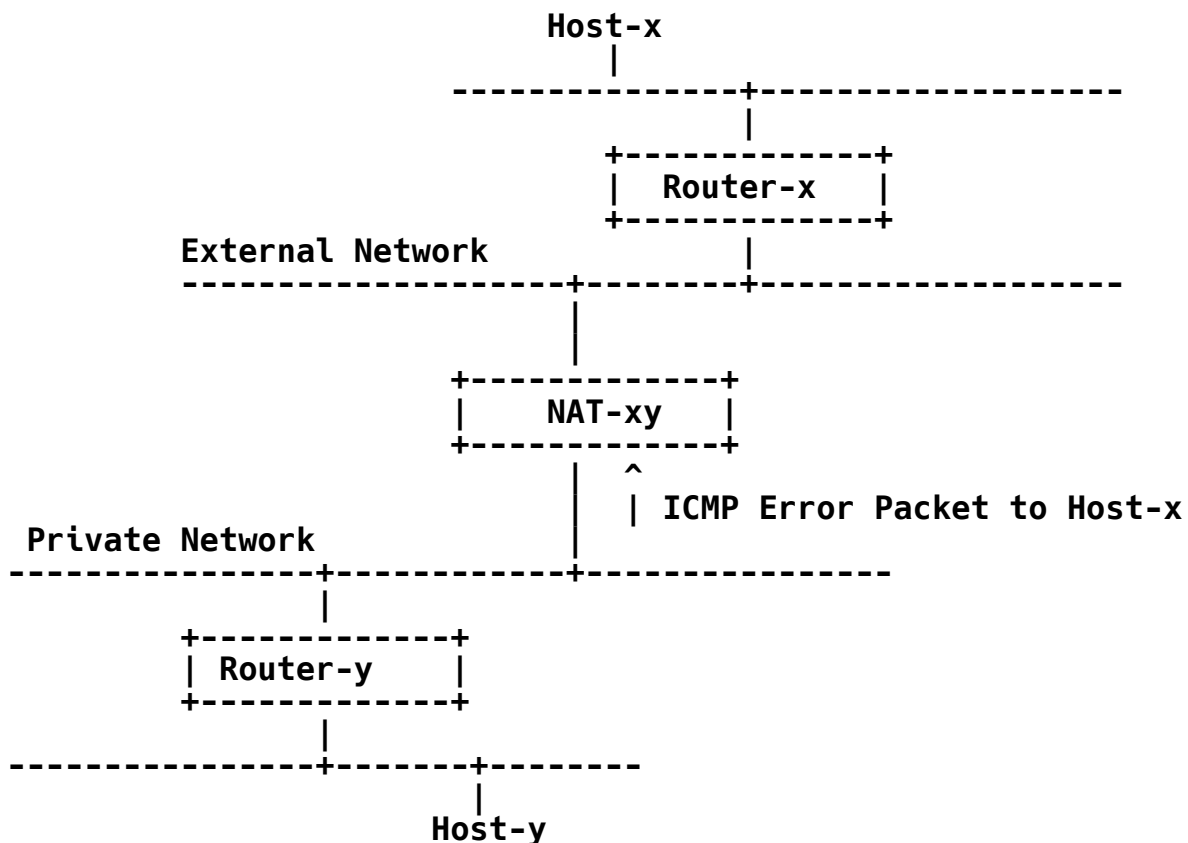 Host-x
|
---------------+-------------------
|
+-------------+
|  Router-x   |
+-------------+
External Network             |
--------------------+--------+-------------------
|
|
+-------------+
|    NAT-xy   |
+-------------+
|  ^
|  | ICMP Error Packet to Host-x
Private Network             |
----------------+------------+----------------
|
+-------------+
| Router-y    |
+-------------+
|
----------------+-------+--------
|
Host-y